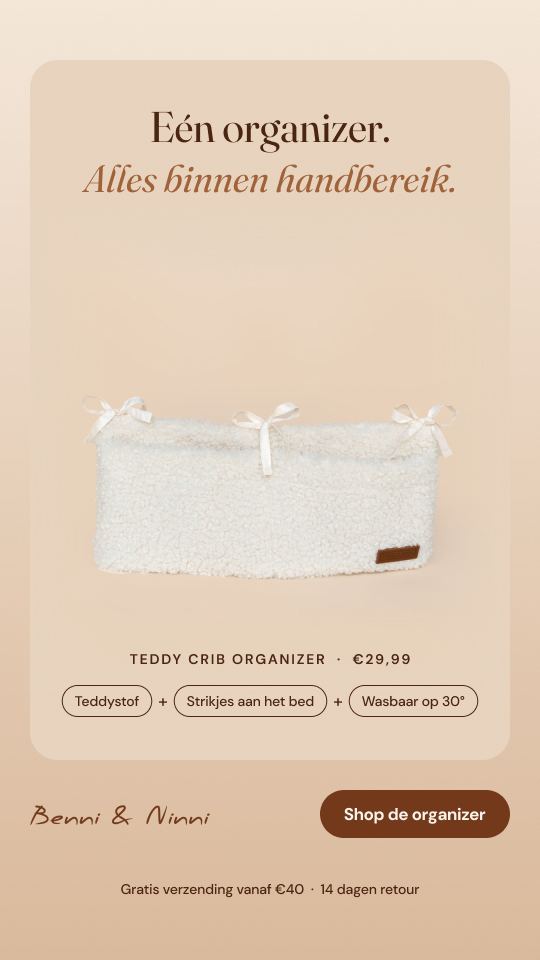 Eén organizer.
Alles binnen handbereik.
TEDDY CRIB ORGANIZER · €29,99
Teddystof + Strikjes aan het bed + Wasbaar op 30°
Benni & Ninni
Shop de organizer
Gratis verzending vanaf €40 · 14 dagen retour